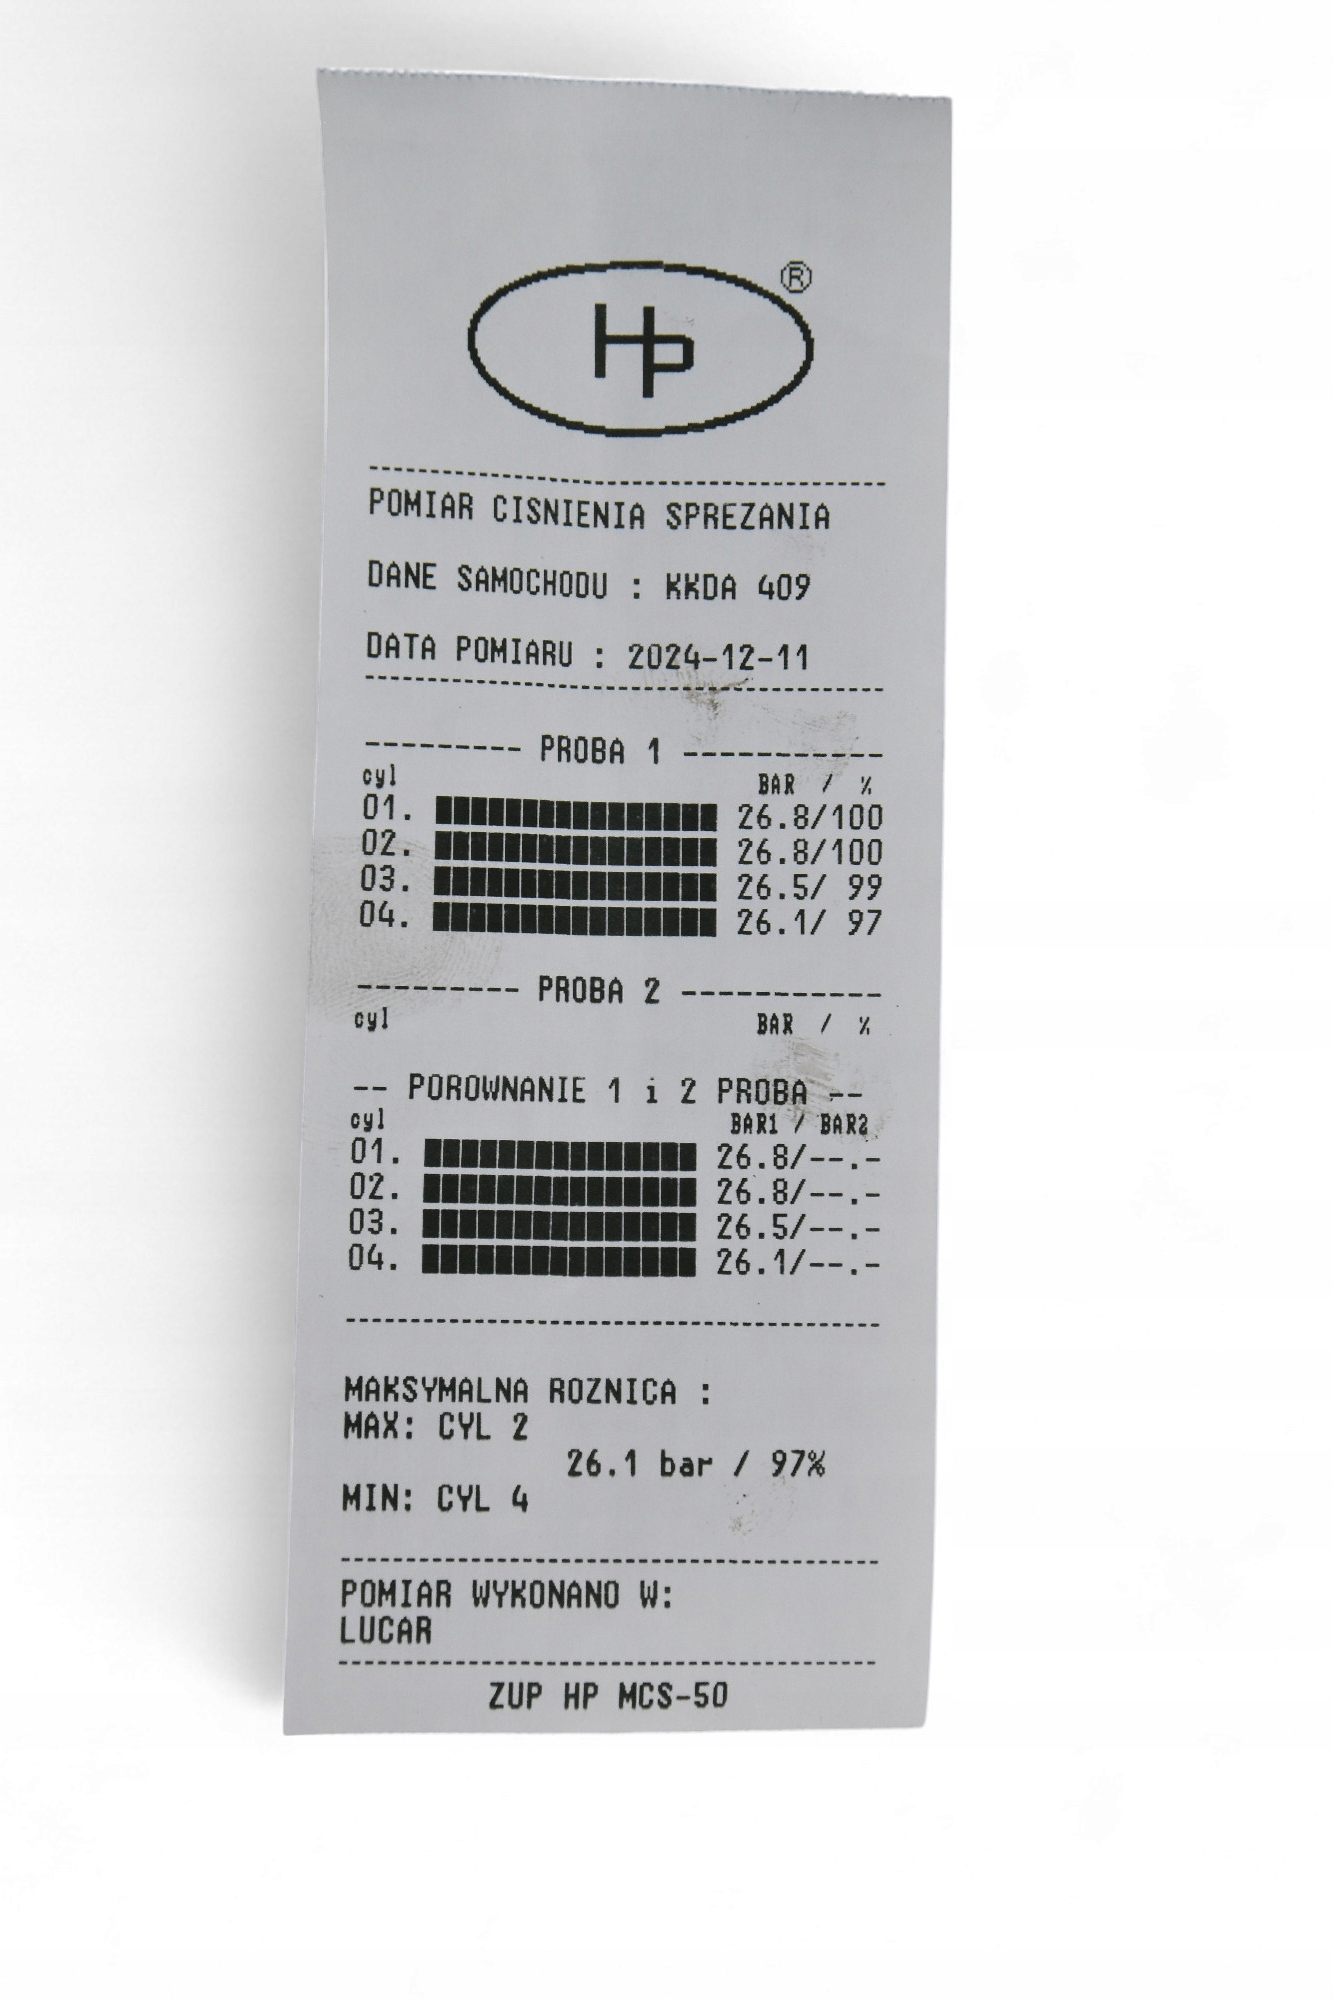 HP ®
POMIAR CISNIENIA SPREZANIA
DANE SAMOCHODU : KKDA 409
DATA POMIARU : 2024-12-11
--------- PROBA 1 -----------
cyl BAR / %
01. 26.8/100
02. 26.8/100
03. 26.5/ 99
04. 26.1/ 97
--------- PROBA 2 -----------
cyl BAR / %
-- POROWNANIE 1 i 2 PROBA --
cyl BAR1 / BAR2
01. 26.8/--.-
02. 26.8/--.-
03. 26.5/--.-
04. 26.1/--.-
MAKSYMALNA ROZNICA :
MAX: CYL 2
26.1 bar / 97%
MIN: CYL 4
POMIAR WYKONANO W:
LUCAR
ZUP HP MCS-50